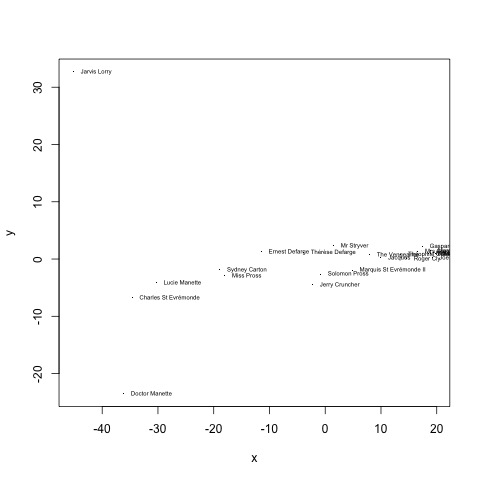 Jarvis Lorry
Mr Stryver
Gaspar
Ernest Defarge
Thérèse Defarge
The Vengeance
Jacques
Roger Cly
Sydney Carton
Marquis St Evrémonde II
Miss Pross
Solomon Pross
Lucie Manette
Jerry Cruncher
Charles St Evrémonde
Doctor Manette
y
30
20
10
0
-10
-20
-40
-30
-20
-10
0
10
20
x